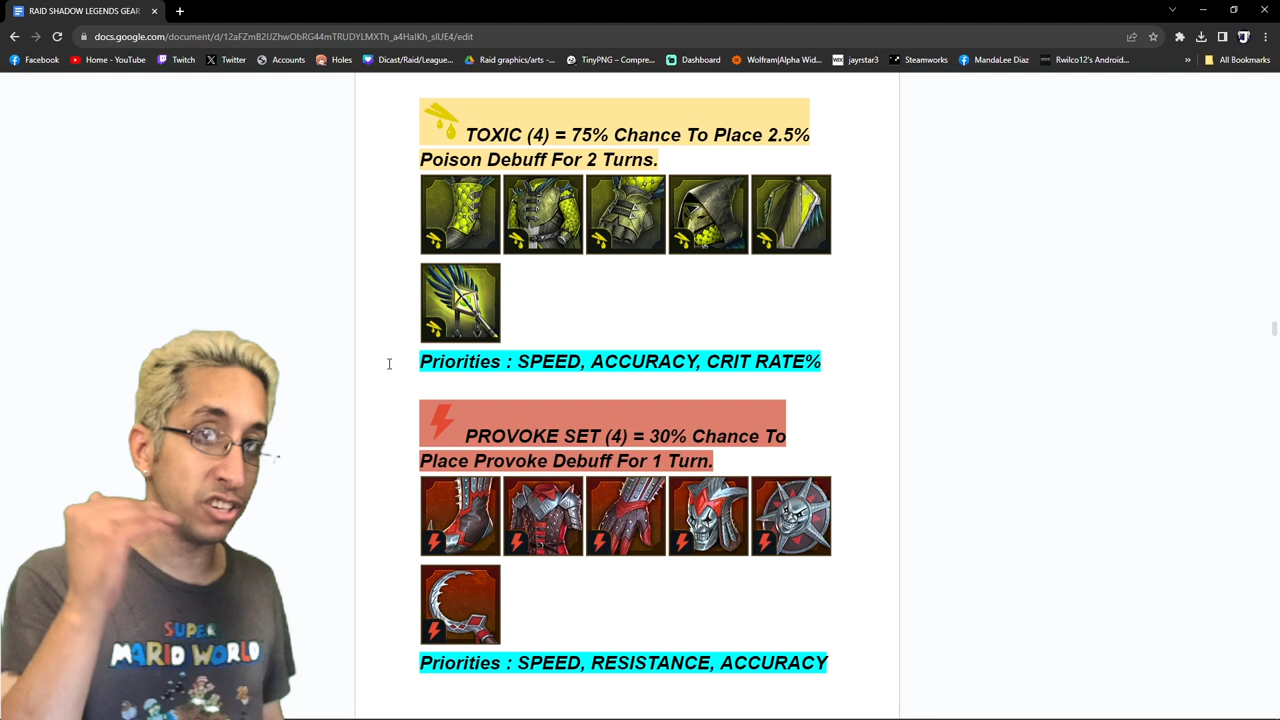 RAID SHADOW LEGENDS GEAR
docs.google.com/document/d/12aFZmB2IJZhwObRG44mTRUDYLMXTh_a4HaIKh_slUE4/edit
Facebook
Home - YouTube
Twitch
Twitter
Accounts
Holes
Dicast/Raid/League...
Raid graphics/arts -...
TinyPNG – Compre...
Dashboard
Wolfram|Alpha Wid...
jayrstar3
Steamworks
MandaLee Diaz
Rwilco12's Android...
»
All Bookmarks
TOXIC (4) = 75% Chance To Place 2.5%
Poison Debuff For 2 Turns.
Priorities : SPEED, ACCURACY, CRIT RATE%
PROVOKE SET (4) = 30% Chance To
Place Provoke Debuff For 1 Turn.
Priorities : SPEED, RESISTANCE, ACCURACY
SUPER
MARIO WORLD